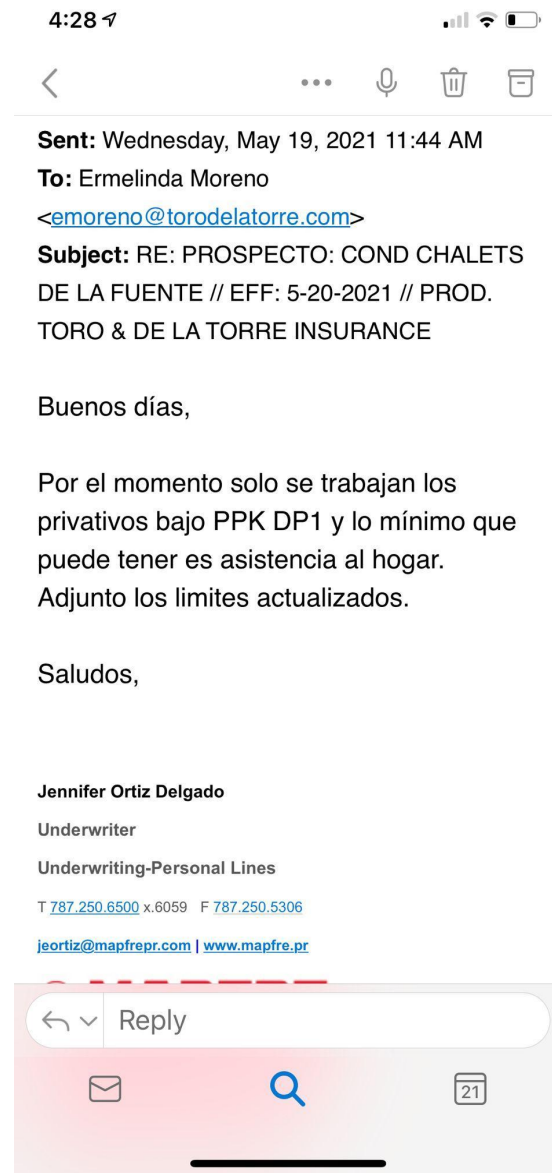 4:28
Sent: Wednesday, May 19, 2021 11:44 AM
To: Ermelinda Moreno
<emoreno@torodelatorre.com>
Subject: RE: PROSPECTO: COND CHALETS
DE LA FUENTE // EFF: 5-20-2021 // PROD.
TORO & DE LA TORRE INSURANCE
Buenos días,
Por el momento solo se trabajan los
privativos bajo PPK DP1 y lo mínimo que
puede tener es asistencia al hogar.
Adjunto los limites actualizados.
Saludos,
Jennifer Ortiz Delgado
Underwriter
Underwriting-Personal Lines
T 787.250.6500 x.6059 F 787.250.5306
jeortiz@mapfrepr.com | www.mapfre.pr
Reply
21